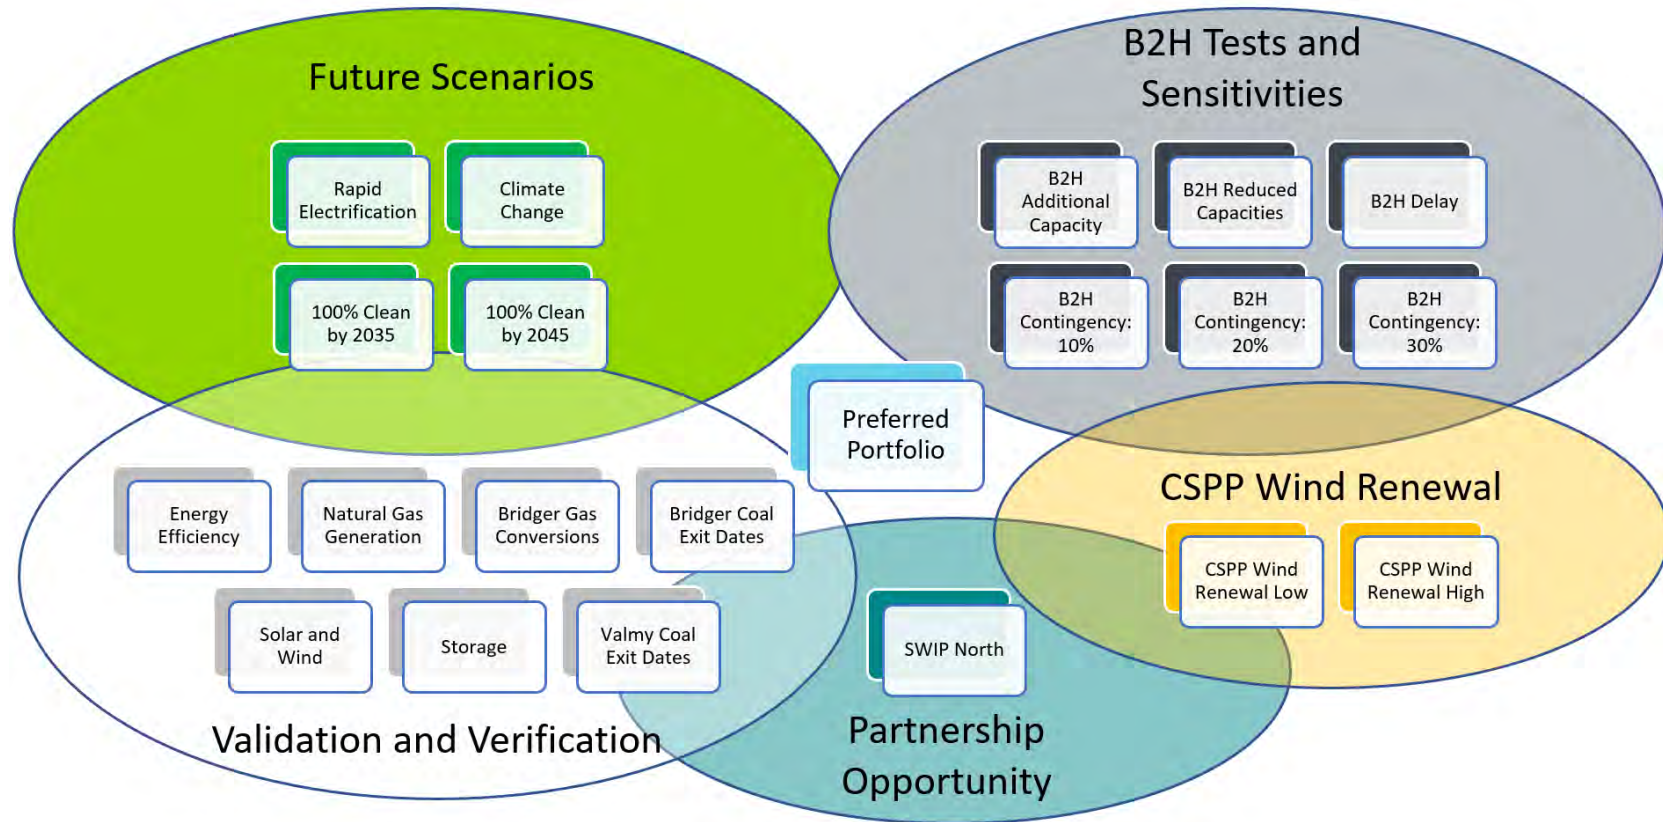 Future Scenarios
Rapid
Electrification
Climate
Change
100% Clean
by 2035
100% Clean
by 2045
B2H Tests and
Sensitivities
B2H
Additional
Capacity
B2H Reduced
Capacities
B2H Delay
B2H
Contingency:
10%
B2H
Contingency:
20%
B2H
Contingency:
30%
Preferred
Portfolio
CSPP Wind Renewal
CSPP Wind
Renewal Low
CSPP Wind
Renewal High
Energy
Efficiency
Natural Gas
Generation
Bridger Gas
Conversions
Bridger Coal
Exit Dates
Solar and
Wind
Storage
Valmy Coal
Exit Dates
Validation and Verification
SWIP North
Partnership
Opportunity